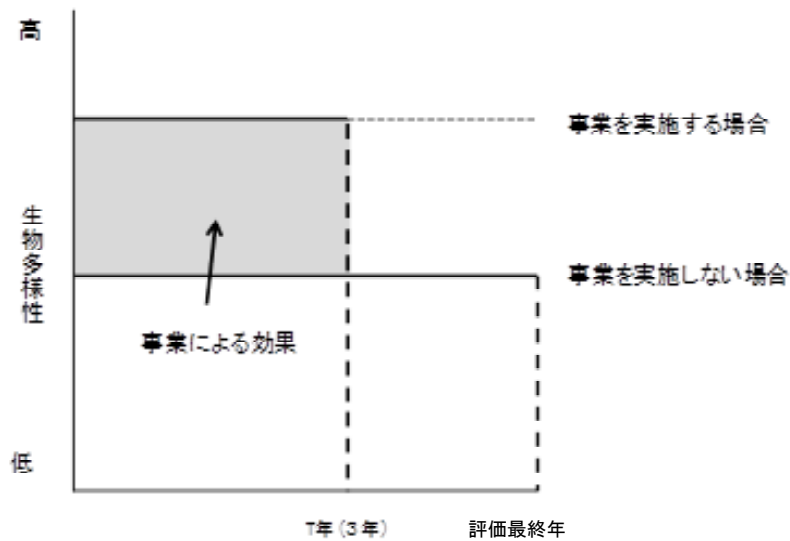 高
事業を実施する場合
生物多様性
事業を実施しない場合
事業による効果
低
T年(3年)
評価最終年